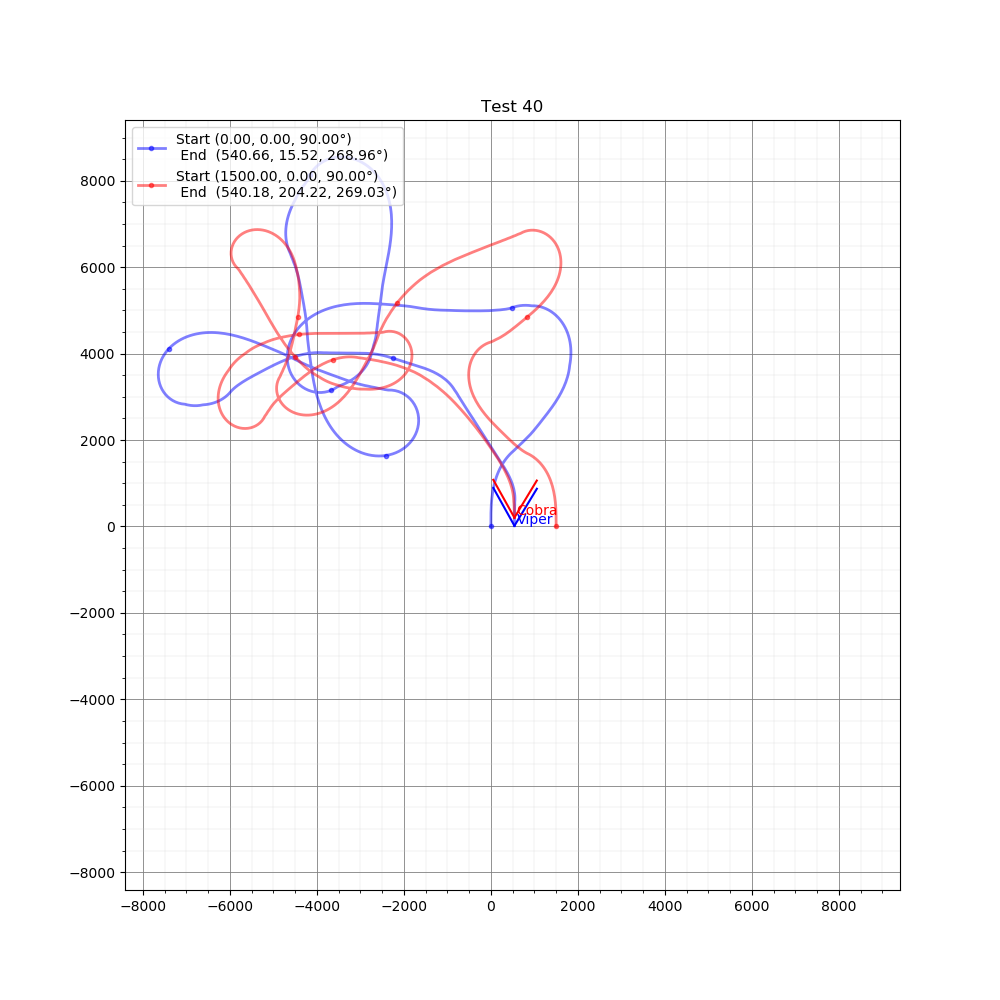 Test 40
Start (0.00, 0.00, 90.00°)
End  (540.66, 15.52, 268.96°)
Start (1500.00, 0.00, 90.00°)
End  (540.18, 204.22, 269.03°)
8000
6000
4000
2000
0
−2000
−4000
−6000
−8000
Cobra
Viper
−8000 −6000 −4000 −2000 0 2000 4000 6000 8000